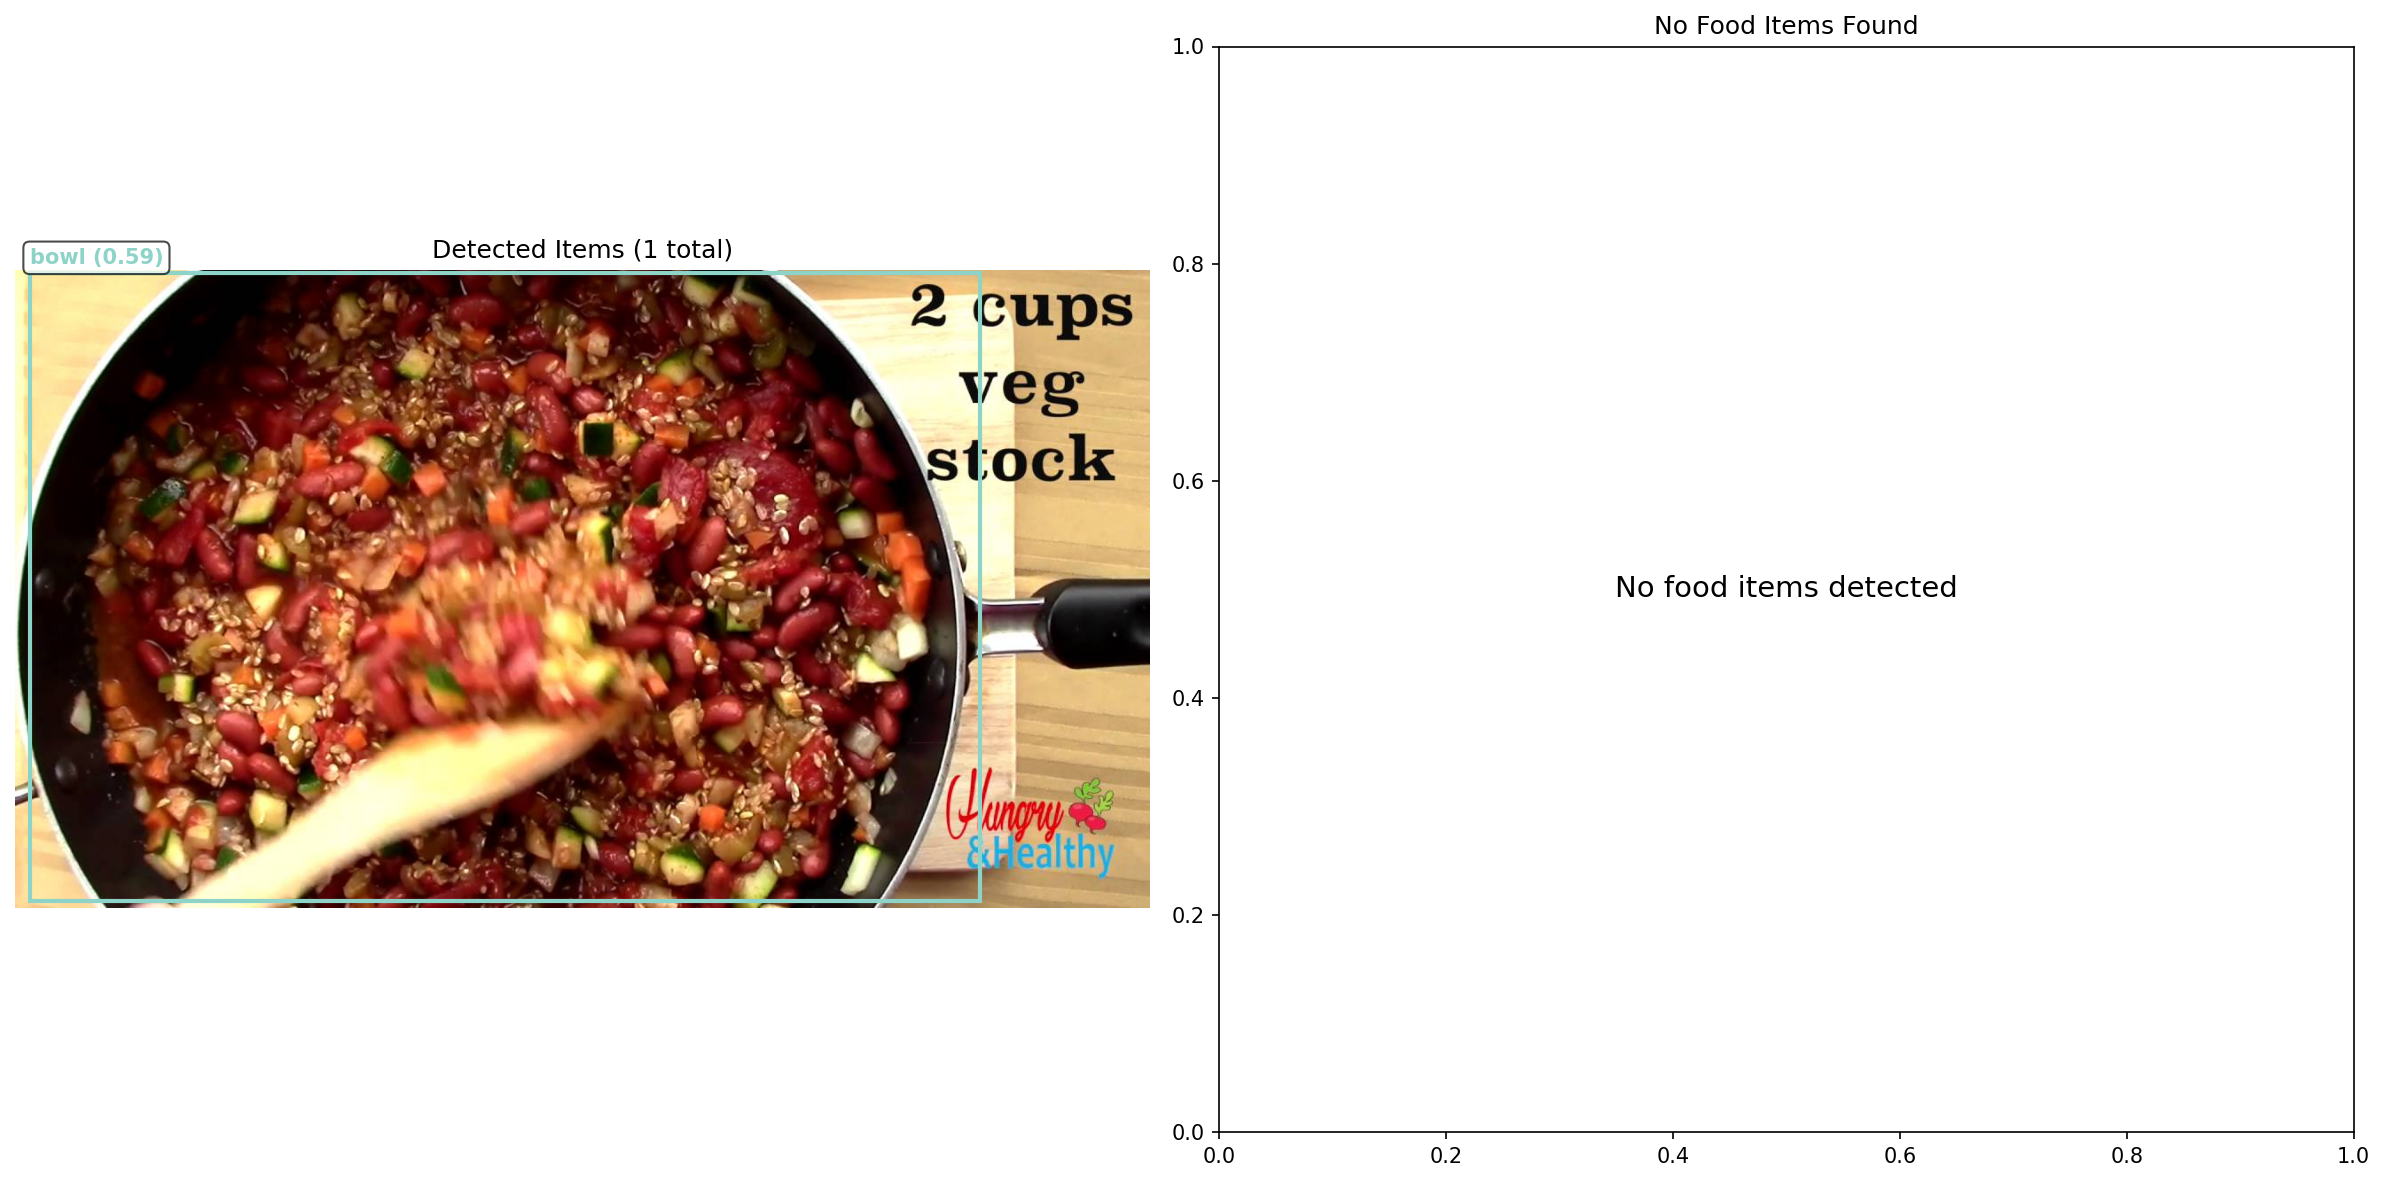 Detected Items (1 total)
bowl (0.59)
2 cups
veg
stock
Hungry
&Healthy
No Food Items Found
1.0
0.8
0.6
0.4
0.2
0.0
No food items detected
0.0 0.2 0.4 0.6 0.8 1.0